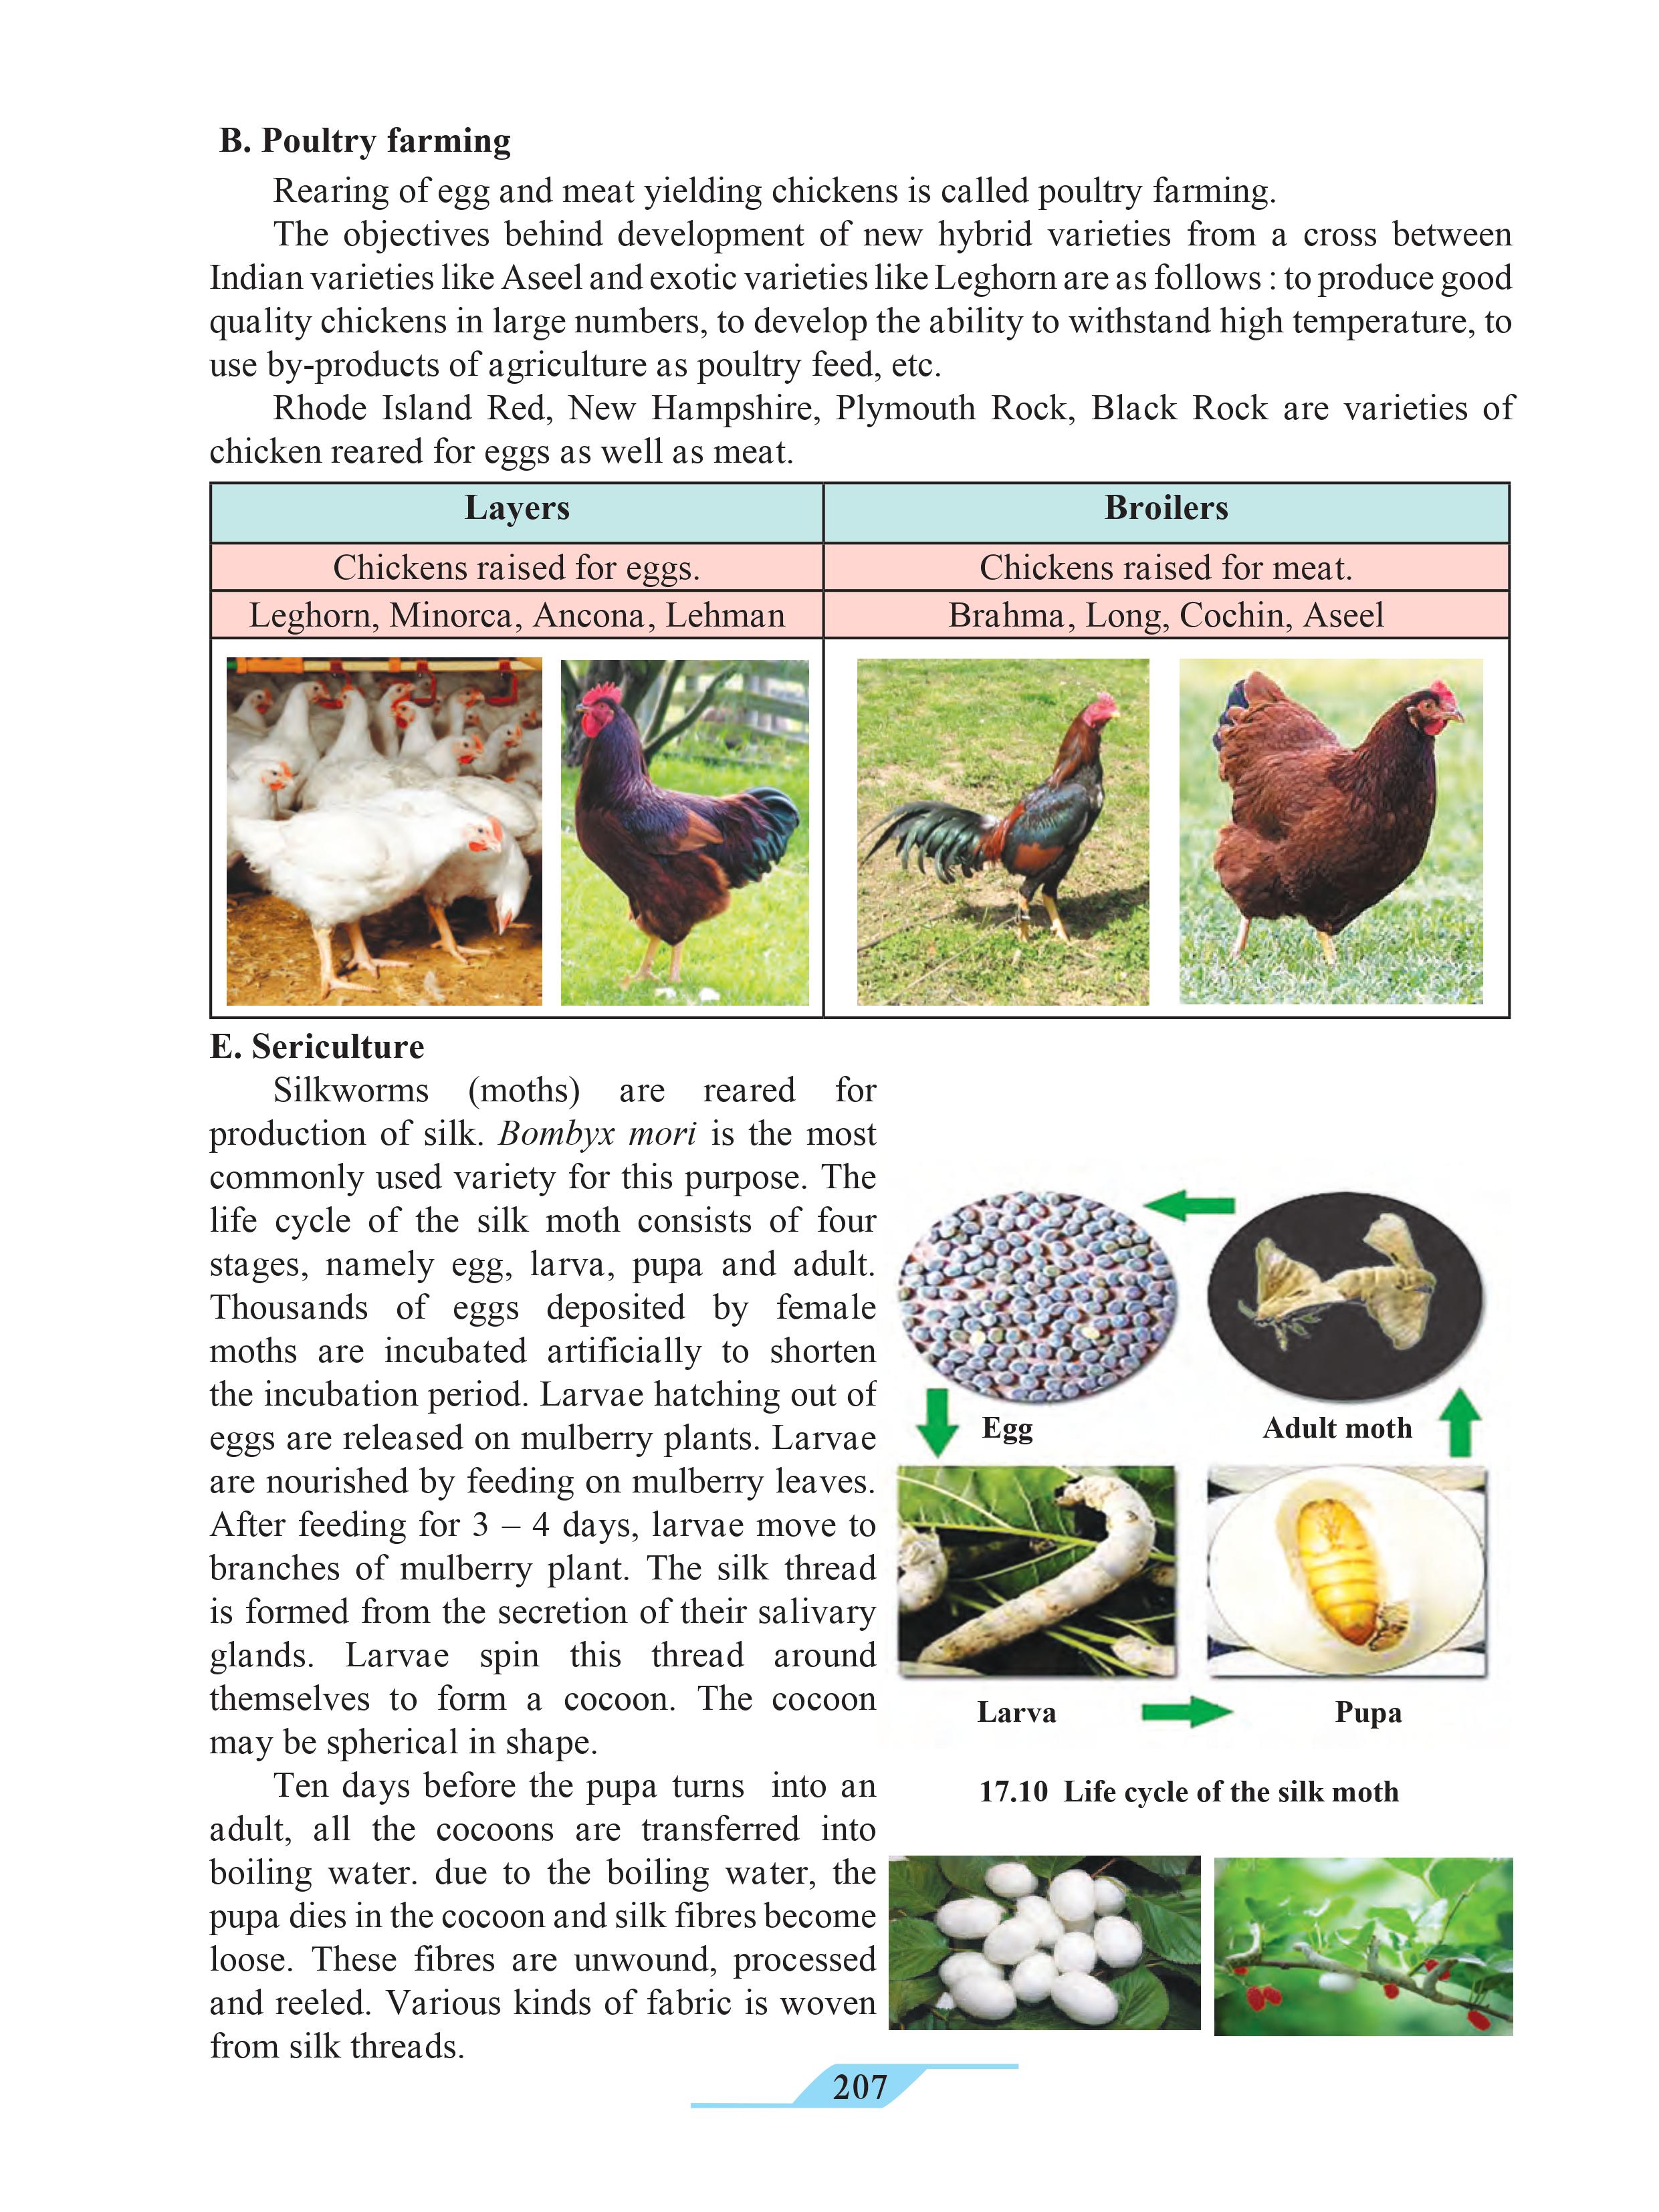 B. Poultry farming
Rearing of egg and meat yielding chickens is called poultry farming.
The objectives behind development of new hybrid varieties from a cross between
Indian varieties like Aseel and exotic varieties like Leghorn are as follows : to produce good
quality chickens in large numbers, to develop the ability to withstand high temperature, to
use by-products of agriculture as poultry feed, etc.
Rhode Island Red, New Hampshire, Plymouth Rock, Black Rock are varieties of
chicken reared for eggs as well as meat.
Layers
Broilers
Chickens raised for eggs.
Chickens raised for meat.
Leghorn, Minorca, Ancona, Lehman
Brahma, Long, Cochin, Aseel
E. Sericulture
Silkworms (moths) are reared for
production of silk. Bombyx mori is the most
commonly used variety for this purpose. The
life cycle of the silk moth consists of four
stages, namely egg, larva, pupa and adult.
Thousands of eggs deposited by female
moths are incubated artificially to shorten
the incubation period. Larvae hatching out of
eggs are released on mulberry plants. Larvae
are nourished by feeding on mulberry leaves.
After feeding for 3 – 4 days, larvae move to
branches of mulberry plant. The silk thread
is formed from the secretion of their salivary
glands. Larvae spin this thread around
themselves to form a cocoon. The cocoon
may be spherical in shape.
Ten days before the pupa turns into an
adult, all the cocoons are transferred into
boiling water. due to the boiling water, the
pupa dies in the cocoon and silk fibres become
loose. These fibres are unwound, processed
and reeled. Various kinds of fabric is woven
from silk threads.
Egg
Adult moth
Larva
Pupa
17.10 Life cycle of the silk moth
207